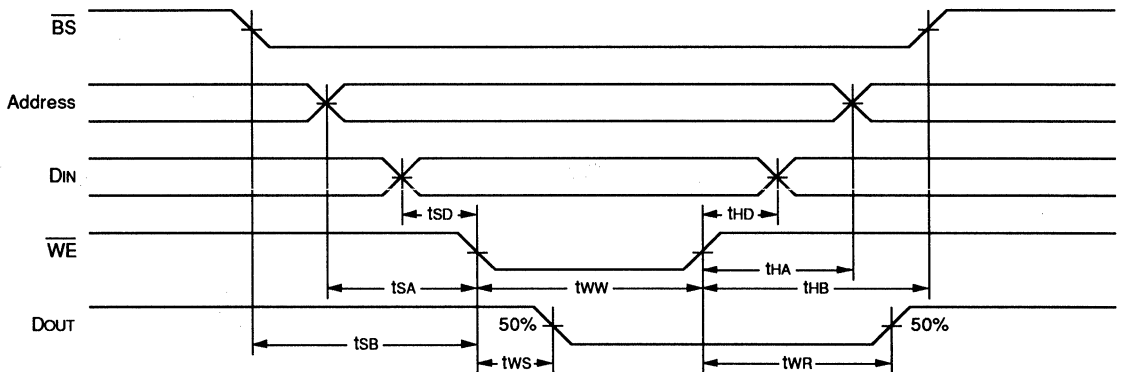 BS
Address
DIN
tSD
tHD
WE
tHA
tSA
tWW
tHB
DOUT
50%
50%
tSB
tWS
tWR